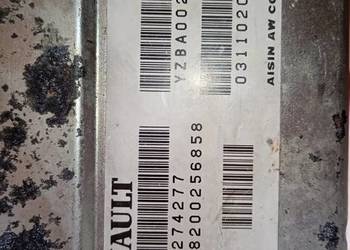 AULT
274277
8200256858
YZBA002
0311020
AISIN AW CO